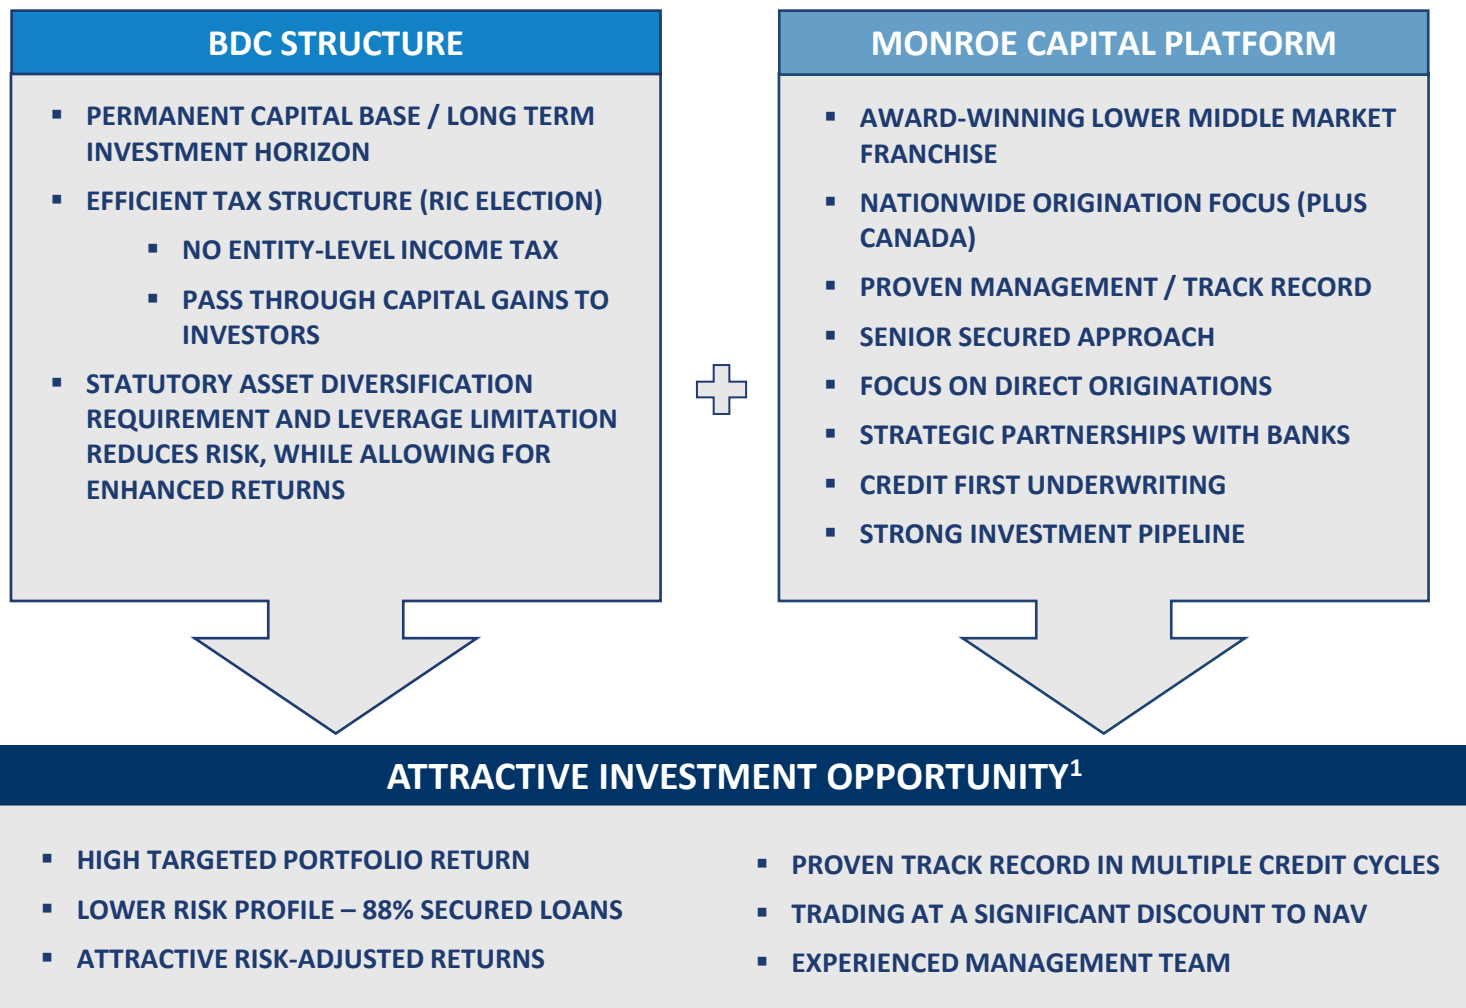 BDC STRUCTURE
▪ PERMANENT CAPITAL BASE / LONG TERM
INVESTMENT HORIZON
▪ EFFICIENT TAX STRUCTURE (RIC ELECTION)
▪ NO ENTITY-LEVEL INCOME TAX
▪ PASS THROUGH CAPITAL GAINS TO
INVESTORS
▪ STATUTORY ASSET DIVERSIFICATION
REQUIREMENT AND LEVERAGE LIMITATION
REDUCES RISK, WHILE ALLOWING FOR
ENHANCED RETURNS
MONROE CAPITAL PLATFORM
▪ AWARD-WINNING LOWER MIDDLE MARKET
FRANCHISE
▪ NATIONWIDE ORIGINATION FOCUS (PLUS
CANADA)
▪ PROVEN MANAGEMENT / TRACK RECORD
▪ SENIOR SECURED APPROACH
▪ FOCUS ON DIRECT ORIGINATIONS
▪ STRATEGIC PARTNERSHIPS WITH BANKS
▪ CREDIT FIRST UNDERWRITING
▪ STRONG INVESTMENT PIPELINE
ATTRACTIVE INVESTMENT OPPORTUNITY¹
▪ HIGH TARGETED PORTFOLIO RETURN
▪ LOWER RISK PROFILE – 88% SECURED LOANS
▪ ATTRACTIVE RISK-ADJUSTED RETURNS
▪ PROVEN TRACK RECORD IN MULTIPLE CREDIT CYCLES
▪ TRADING AT A SIGNIFICANT DISCOUNT TO NAV
▪ EXPERIENCED MANAGEMENT TEAM